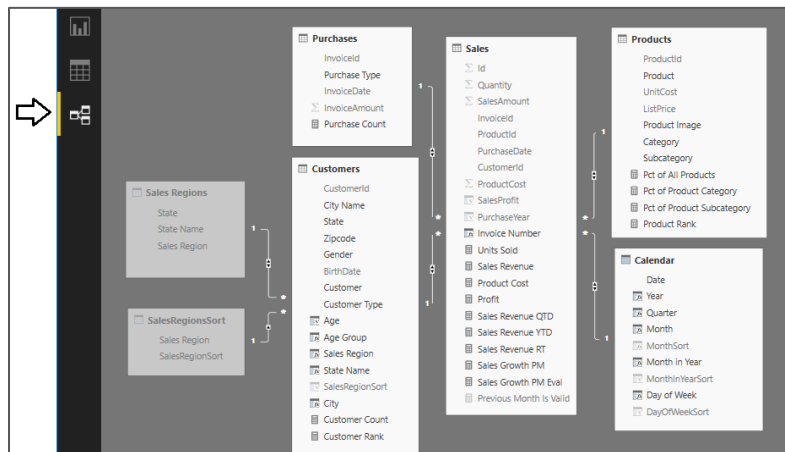 Purchases
InvoiceId
Purchase Type
InvoiceDate
InvoiceAmount
Purchase Count
Sales
Id
Quantity
SalesAmount
InvoiceId
ProductId
PurchaseDate
CustomerId
ProductCost
SalesProfit
PurchaseYear
Invoice Number
Units Sold
Sales Revenue
Product Cost
Profit
Sales Revenue QTD
Sales Revenue YTD
Sales Revenue RT
Sales Growth PM
Sales Growth PM Eval
Previous Month Is Valid
Products
ProductId
Product
UnitCost
ListPrice
Product Image
Category
Subcategory
Pct of All Products
Pct of Product Category
Pct of Product Subcategory
Product Rank
Sales Regions
State
State Name
Sales Region
SalesRegionsSort
Sales Region
SalesRegionSort
Customers
CustomerId
City Name
State
Zipcode
Gender
BirthDate
Customer
Customer Type
Age
Age Group
Sales Region
State Name
SalesRegionSort
City
Customer Count
Customer Rank
Calendar
Date
Year
Quarter
Month
MonthSort
Month in Year
MonthInYearSort
Day of Week
DayOfWeekSort
1
*
1
*
1
*
1
*
1
*
1
*